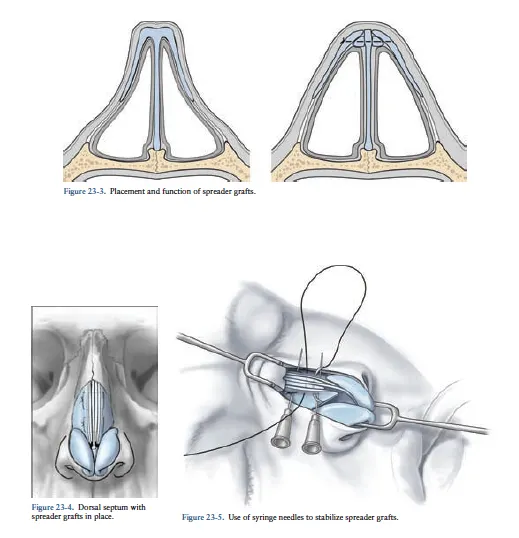 Figure 23-3. Placement and function of spreader grafts.
Figure 23-4. Dorsal septum with
spreader grafts in place.
Figure 23-5. Use of syringe needles to stabilize spreader grafts.